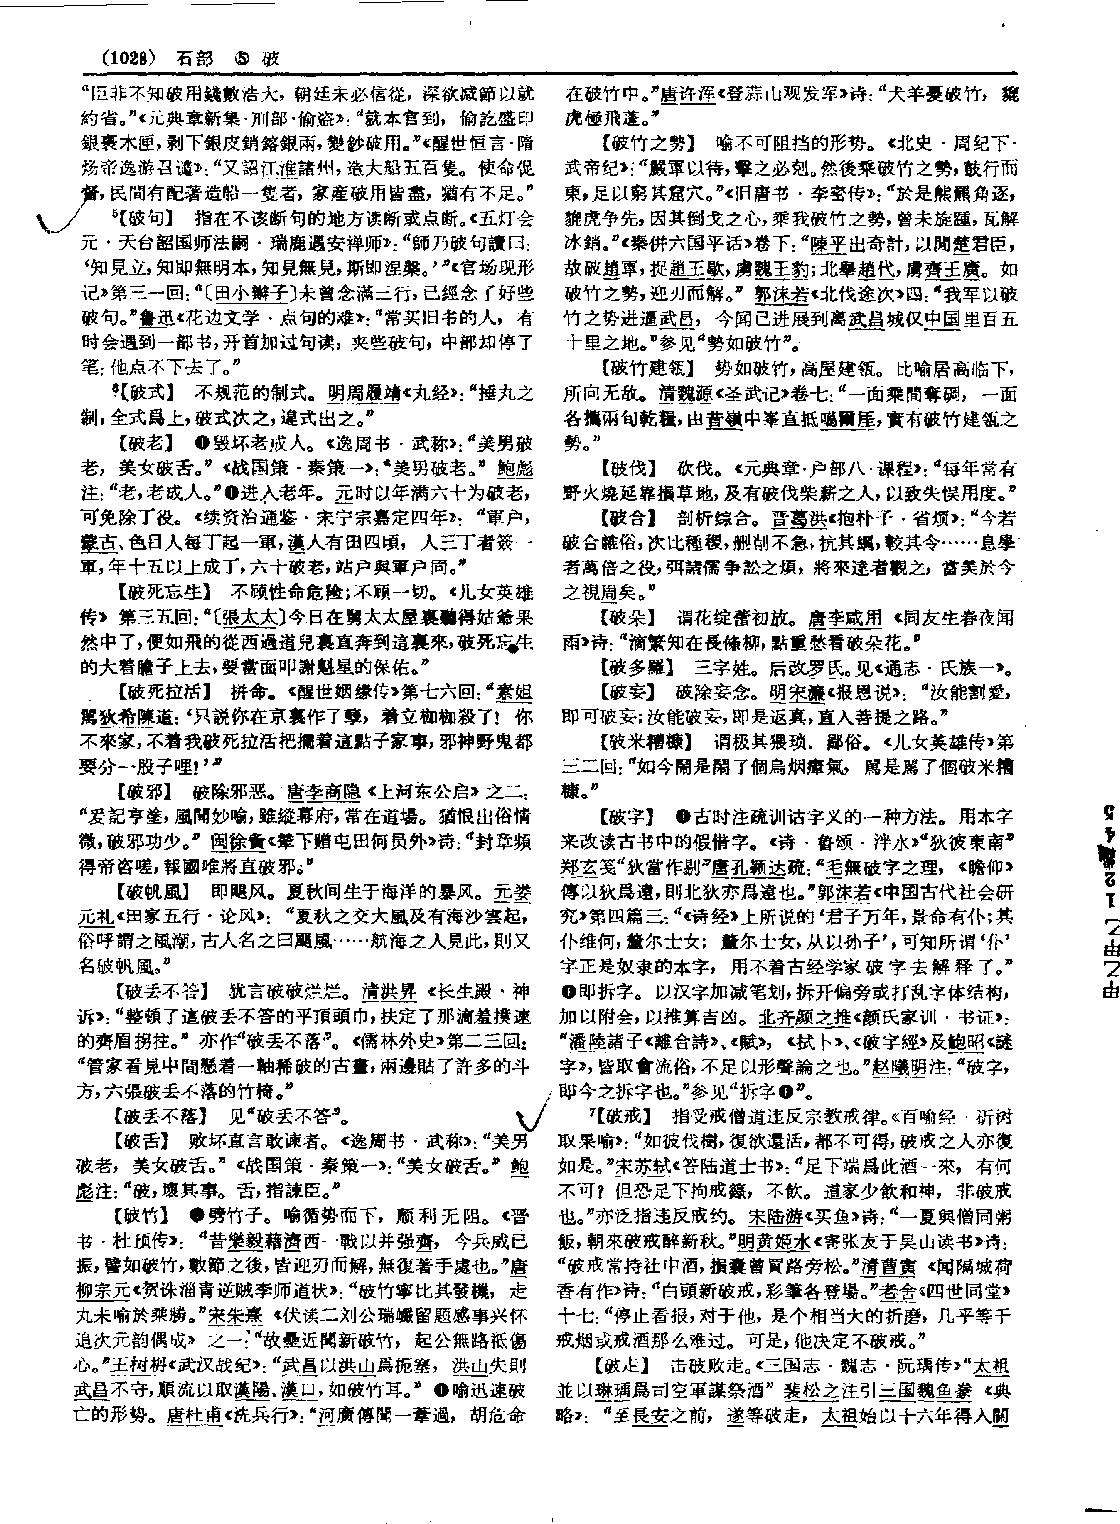 (1028) 石部 ⑤ 破
“臣非不知破用錢數浩大，朝廷未必信從，深欲减節以就
約省。”《元典章新集·刑部·偷盗》：“就本官到，偷訖盛印
銀裹木匣，剥下銀皮銷鎔銀兩，變鈔破用。”《醒世恒言·隋
炀帝逸游召谴》：“又詔江淮諸州，造大船五百隻。使命促
督，民間有配著造船一隻者，家産破用皆盡，猶有不足。”
5【破句】 指在不该断句的地方读断或点断。《五灯会
元·天台韶国师法嗣·瑞鹿遇安禅师》：“師乃破句讀曰：
‘知見立，知即無明本，知見無見，斯即涅槃。’”《官场现形
记》第三一回：“〔田小辮子〕未曾念滿三行，已經念了好些
破句。”鲁迅《花边文学·点句的难》：“常买旧书的人，有
时会遇到一部书，开首加过句读，夹些破句，中部却停了
笔：他点不下去了。”
6【破式】 不规范的制式。明周履靖《丸经》：“捶丸之
制，全式爲上，破式次之，違式出之。”
【破老】 ❶毁坏老成人。《逸周书·武称》：“美男破
老，美女破舌。”《战国策·秦策一》：“美男破老。”鲍彪
注：“老，老成人。”❷进入老年。元时以年满六十为破老，
可免除丁役。《续资治通鉴·宋宁宗嘉定四年》：“軍户，
蒙古、色目人每丁起一軍，漢人有田四頃，人三丁者簽一
軍，年十五以上成丁，六十破老，站户與軍户同。”
【破死忘生】 不顾性命危险；不顾一切。《儿女英雄
传》第三五回：“〔張太太〕今日在舅太太屋裏聽得姑爺果
然中了，便如飛的從西過道兒裏直奔到這裏來，破死忘生
的大着膽子上去，要當面叩謝魁星的保佑。”
【破死拉活】 拚命。《醒世姻缘传》第七六回：“素姐
駡狄希陳道：‘只說你在京裏作了孽，着立枷枷殺了！你
不來家，不着我破死拉活把攔着這點子家事，邪神野鬼都
要分一股子哩！’”
【破邪】 破除邪恶。唐李商隐《上河东公启》之二：
“爰記亨塗，風聞妙喻，雖縱幕府，常在道場。猶恨出俗情
微，破邪功少。”闽徐夤《辇下赠屯田何员外》诗：“封章頻
得帝咨嗟，報國唯將直破邪。”
【破帆風】 即飓风。夏秋间生于海洋的暴风。元娄
元礼《田家五行·论风》：“夏秋之交大風及有海沙雲起，
俗呼謂之風潮，古人名之曰颶風……航海之人見此，則又
名破帆風。”
【破丢不答】 犹言破破烂烂。清洪昇《长生殿·神
诉》：“整頓了這破丢不答的平頂頭巾，扶定了那滴羞撲速
的齊眉拐拄。”亦作“破丢不落”。《儒林外史》第二三回：
“管家看見中間懸着一軸稀破的古畫，兩邊貼了許多的斗
方，六張破丢不落的竹椅。”
【破丢不落】 见“破丢不答”。
【破舌】 败坏直言敢谏者。《逸周书·武称》：“美男
破老，美女破舌。”《战国策·秦策一》：“美女破舌。”鲍
彪注：“破，壞其事。舌，指諫臣。”
【破竹】 ❶劈竹子。喻循势而下，顺利无阻。《晋
书·杜预传》：“昔樂毅藉濟西一戰以并强齊，今兵威已
振，譬如破竹，數節之後，皆迎刃而解，無復著手處也。”唐
柳宗元《贺诛淄青逆贼李师道状》：“破竹寧比其發機，走
丸未喻於乘勝。”宋朱熹《伏读二刘公瑞巖留题感事兴怀
追次元韵偶成》之一：“故壘近聞新破竹，起公無路祗傷
心。”王树枬《武汉战纪》：“武昌以洪山爲扼塞，洪山失則
武昌不守，順流以取漢陽、漢口，如破竹耳。”❷喻迅速破
亡的形势。唐杜甫《洗兵行》：“河廣傳聞一葦過，胡危命
在破竹中。”唐许浑《登蒜山观发军》诗：“犬羊憂破竹，貔
虎極飛蓬。”
【破竹之勢】 喻不可阻挡的形势。《北史·周纪下·
武帝纪》：“嚴軍以待，擊之必剋。然後乘破竹之勢，鼓行而
東，足以窮其窟穴。”《旧唐书·李密传》：“於是熊羆角逐，
貔虎争先，因其倒戈之心，乘我破竹之勢，曾未旋踵，瓦解
冰銷。”《秦併六国平话》卷下：“陳平出奇計，以間楚君臣，
故破趙軍，捉趙王歇，虜魏王豹；北舉趙代，虜齊王廣。如
破竹之勢，迎刃而解。”郭沫若《北伐途次》四：“我军以破
竹之势进逼武昌，今闻已进展到离武昌城仅中国里百五
十里之地。”参见“勢如破竹”。
【破竹建瓴】 势如破竹，高屋建瓴。比喻居高临下，
所向无敌。清魏源《圣武记》卷七：“一面乘間奪碉，一面
各攜兩旬乾糧，由昔嶺中峯直抵噶爾厓，實有破竹建瓴之
勢。”
【破伐】 砍伐。《元典章·户部八·课程》：“每年常有
野火燒延靠損草地，及有破伐柴薪之人，以致失悮用度。”
【破合】 剖析综合。晋葛洪《抱朴子·省烦》：“今若
破合雜俗，次比種稷，删削不急，抗其綱，較其令……息學
者萬倍之役，弭諸儒争訟之煩，將來達者觀之，當美於今
之視周矣。”
【破朵】 谓花绽蕾初放。唐李咸用《同友生春夜闻
雨》诗：“滴繁知在長條柳，點重愁看破朵花。”
【破多羅】 三字姓。后改罗氏。见《通志·氏族一》。
【破妄】 破除妄念。明宋濂《报恩说》：“汝能割愛，
即可破妄；汝能破妄，即是返真，直入菩提之路。”
【破米糟糠】 谓极其猥琐、鄙俗。《儿女英雄传》第
三二回：“如今鬧是鬧了個烏烟瘴氣，駡是駡了個破米糟
糠。”
【破字】 ❶古时注疏训诂字义的一种方法。用本字
来改读古书中的假借字。《诗·鲁颂·泮水》“狄彼東南”
郑玄笺“狄當作剔”唐孔颖达疏：“毛無破字之理，《瞻仰》
傳以狄爲遠，則北狄亦爲遠也。”郭沫若《中国古代社会研
究》第四篇三：“《诗经》上所说的‘君子万年，景命有仆；其
仆维何，釐尔士女；釐尔士女，从以孙子’，可知所谓‘仆’
字正是奴隶的本字，用不着古经学家破字去解释了。”
❷即拆字。以汉字加减笔划，拆开偏旁或打乱字体结构，
加以附会，以推算吉凶。北齐颜之推《颜氏家训·书证》：
“潘陸諸子《離合詩》、《賦》，《拭卜》、《破字經》及鮑昭《謎
字》，皆取會流俗，不足以形聲論之也。”赵曦明注：“破字，
即今之拆字也。”参见“拆字❶”。
7【破戒】 指受戒僧道违反宗教戒律。《百喻经·斫树
取果喻》：“如彼伐樹，復欲還活，都不可得，破戒之人亦復
如是。”宋苏轼《答陆道士书》：“足下端爲此酒一來，有何
不可？但恐足下拘戒籙，不飲。道家少飲和神，非破戒
也。”亦泛指违反戒约。宋陆游《买鱼》诗：“一夏與僧同粥
飯，朝來破戒醉新秋。”明黄姬水《寄张友于吴山读书》诗：
“破戒常持社中酒，損囊曾買路旁松。”清曹寅《闻隔城荷
香有作》诗：“白頭新破戒，彩筆各登場。”老舍《四世同堂》
十七：“停止看报，对于他，是个相当大的折磨，几乎等于
戒烟或戒酒那么难过。可是，他决定不破戒。”
【破走】 击破败走。《三国志·魏志·阮瑀传》“太祖
並以琳瑀爲司空軍謀祭酒”裴松之注引三国魏鱼豢《典
略》：“至長安之前，遂等破走，太祖始以十六年得入關